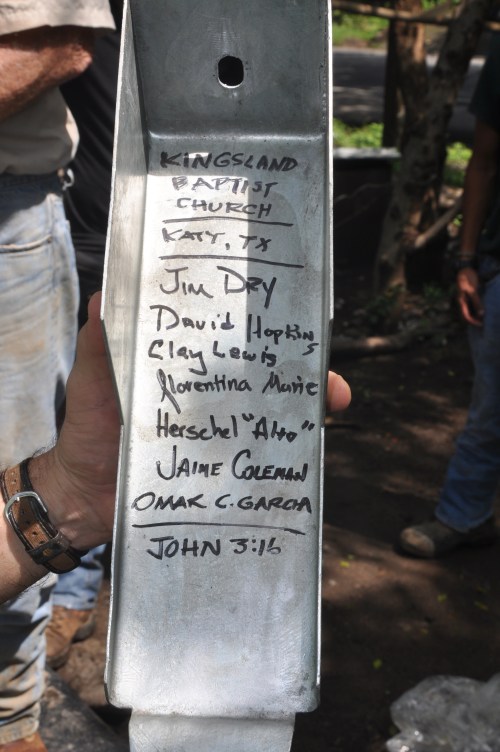 KINGSLAND
BAPTIST
CHURCH
KATY, TX
JIM DRY
David Hopkins
Clay Lewis
florentina Marie
Herschel "Alto"
JAIME COLEMAN
OMAR C. GARCIA
JOHN 3:16